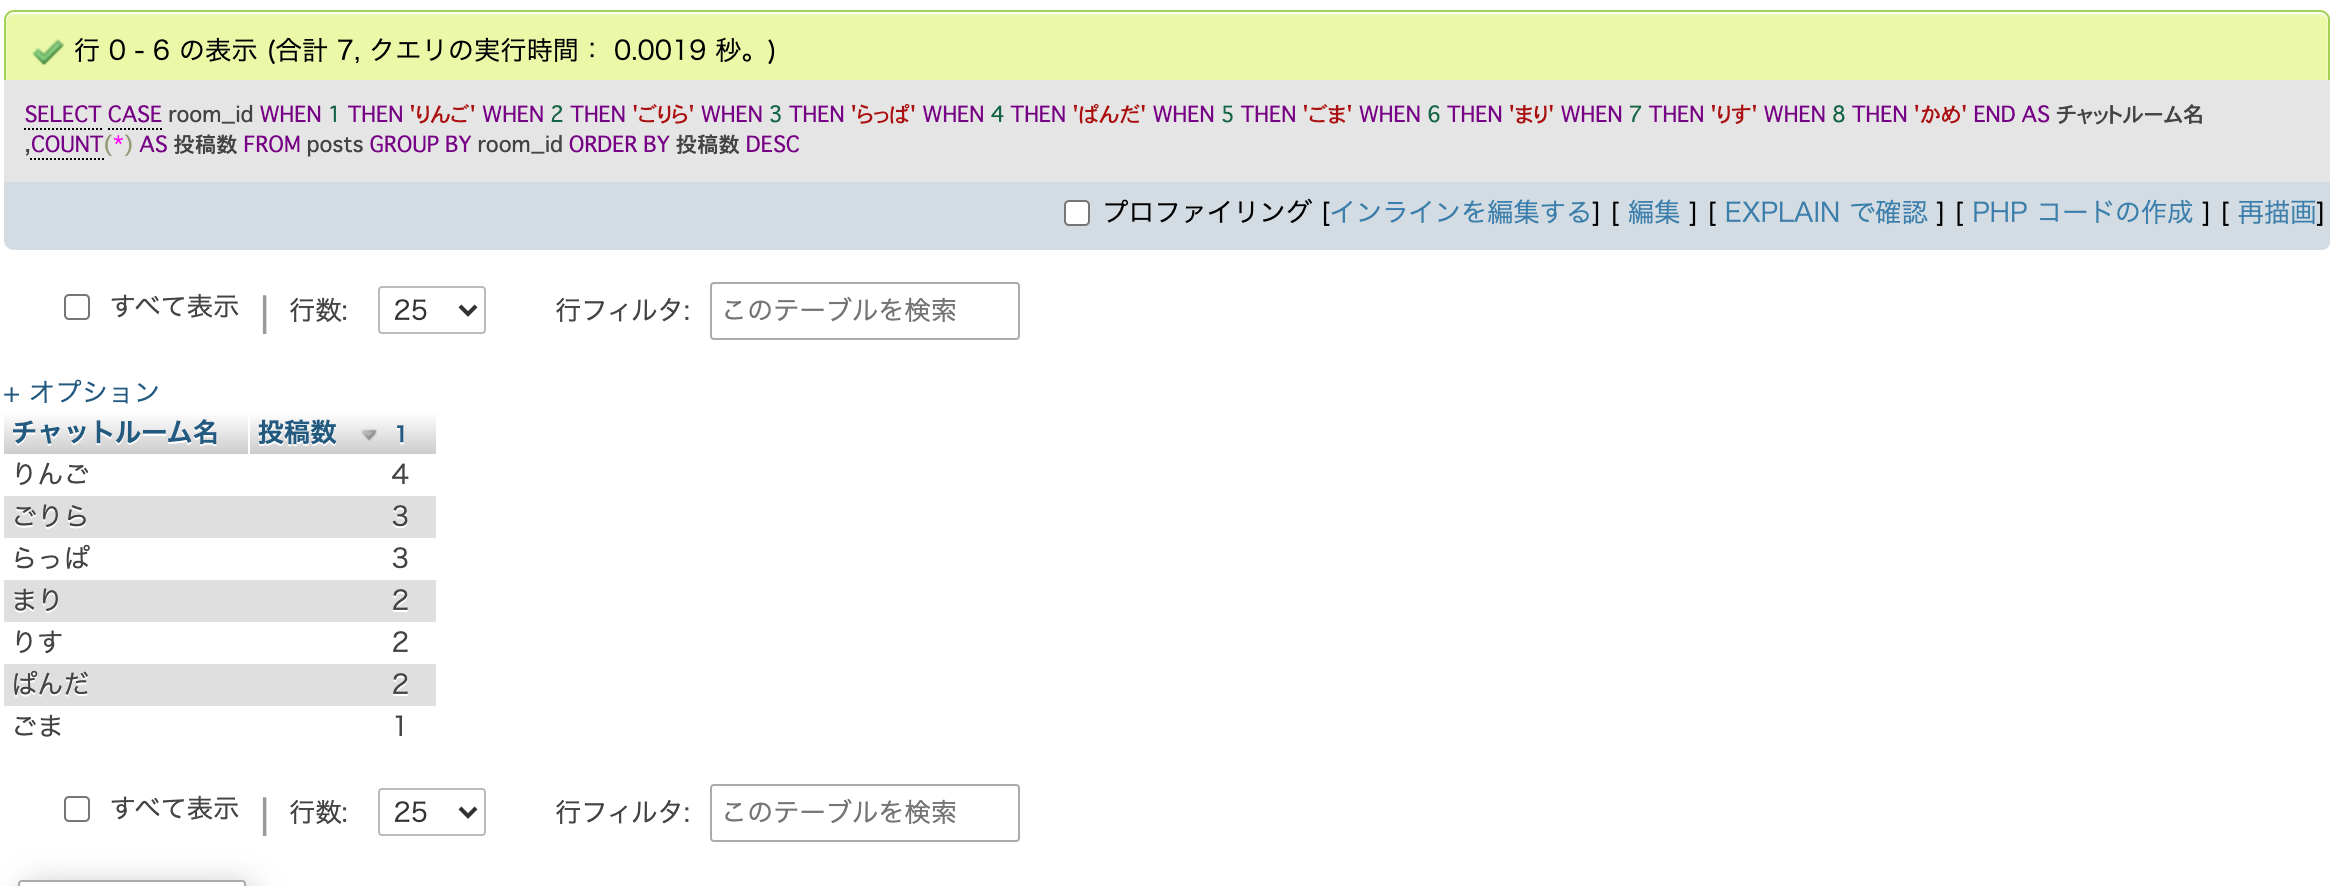 行 0 - 6 の表示 (合計 7, クエリの実行時間： 0.0019 秒。)
SELECT CASE room_id WHEN 1 THEN 'りんご' WHEN 2 THEN 'ごりら' WHEN 3 THEN 'らっぱ' WHEN 4 THEN 'ぱんだ' WHEN 5 THEN 'ごま' WHEN 6 THEN 'まり' WHEN 7 THEN 'りす' WHEN 8 THEN 'かめ' END AS チャットルーム名
,COUNT(*) AS 投稿数 FROM posts GROUP BY room_id ORDER BY 投稿数 DESC
プロファイリング [インラインを編集する] [ 編集 ] [ EXPLAIN で確認 ] [ PHP コードの作成 ] [ 再描画]
すべて表示 | 行数: 25 行フィルタ: このテーブルを検索
+ オプション
チャットルーム名 投稿数 1
りんご 4
ごりら 3
らっぱ 3
まり 2
りす 2
ぱんだ 2
ごま 1
すべて表示 | 行数: 25 行フィルタ: このテーブルを検索